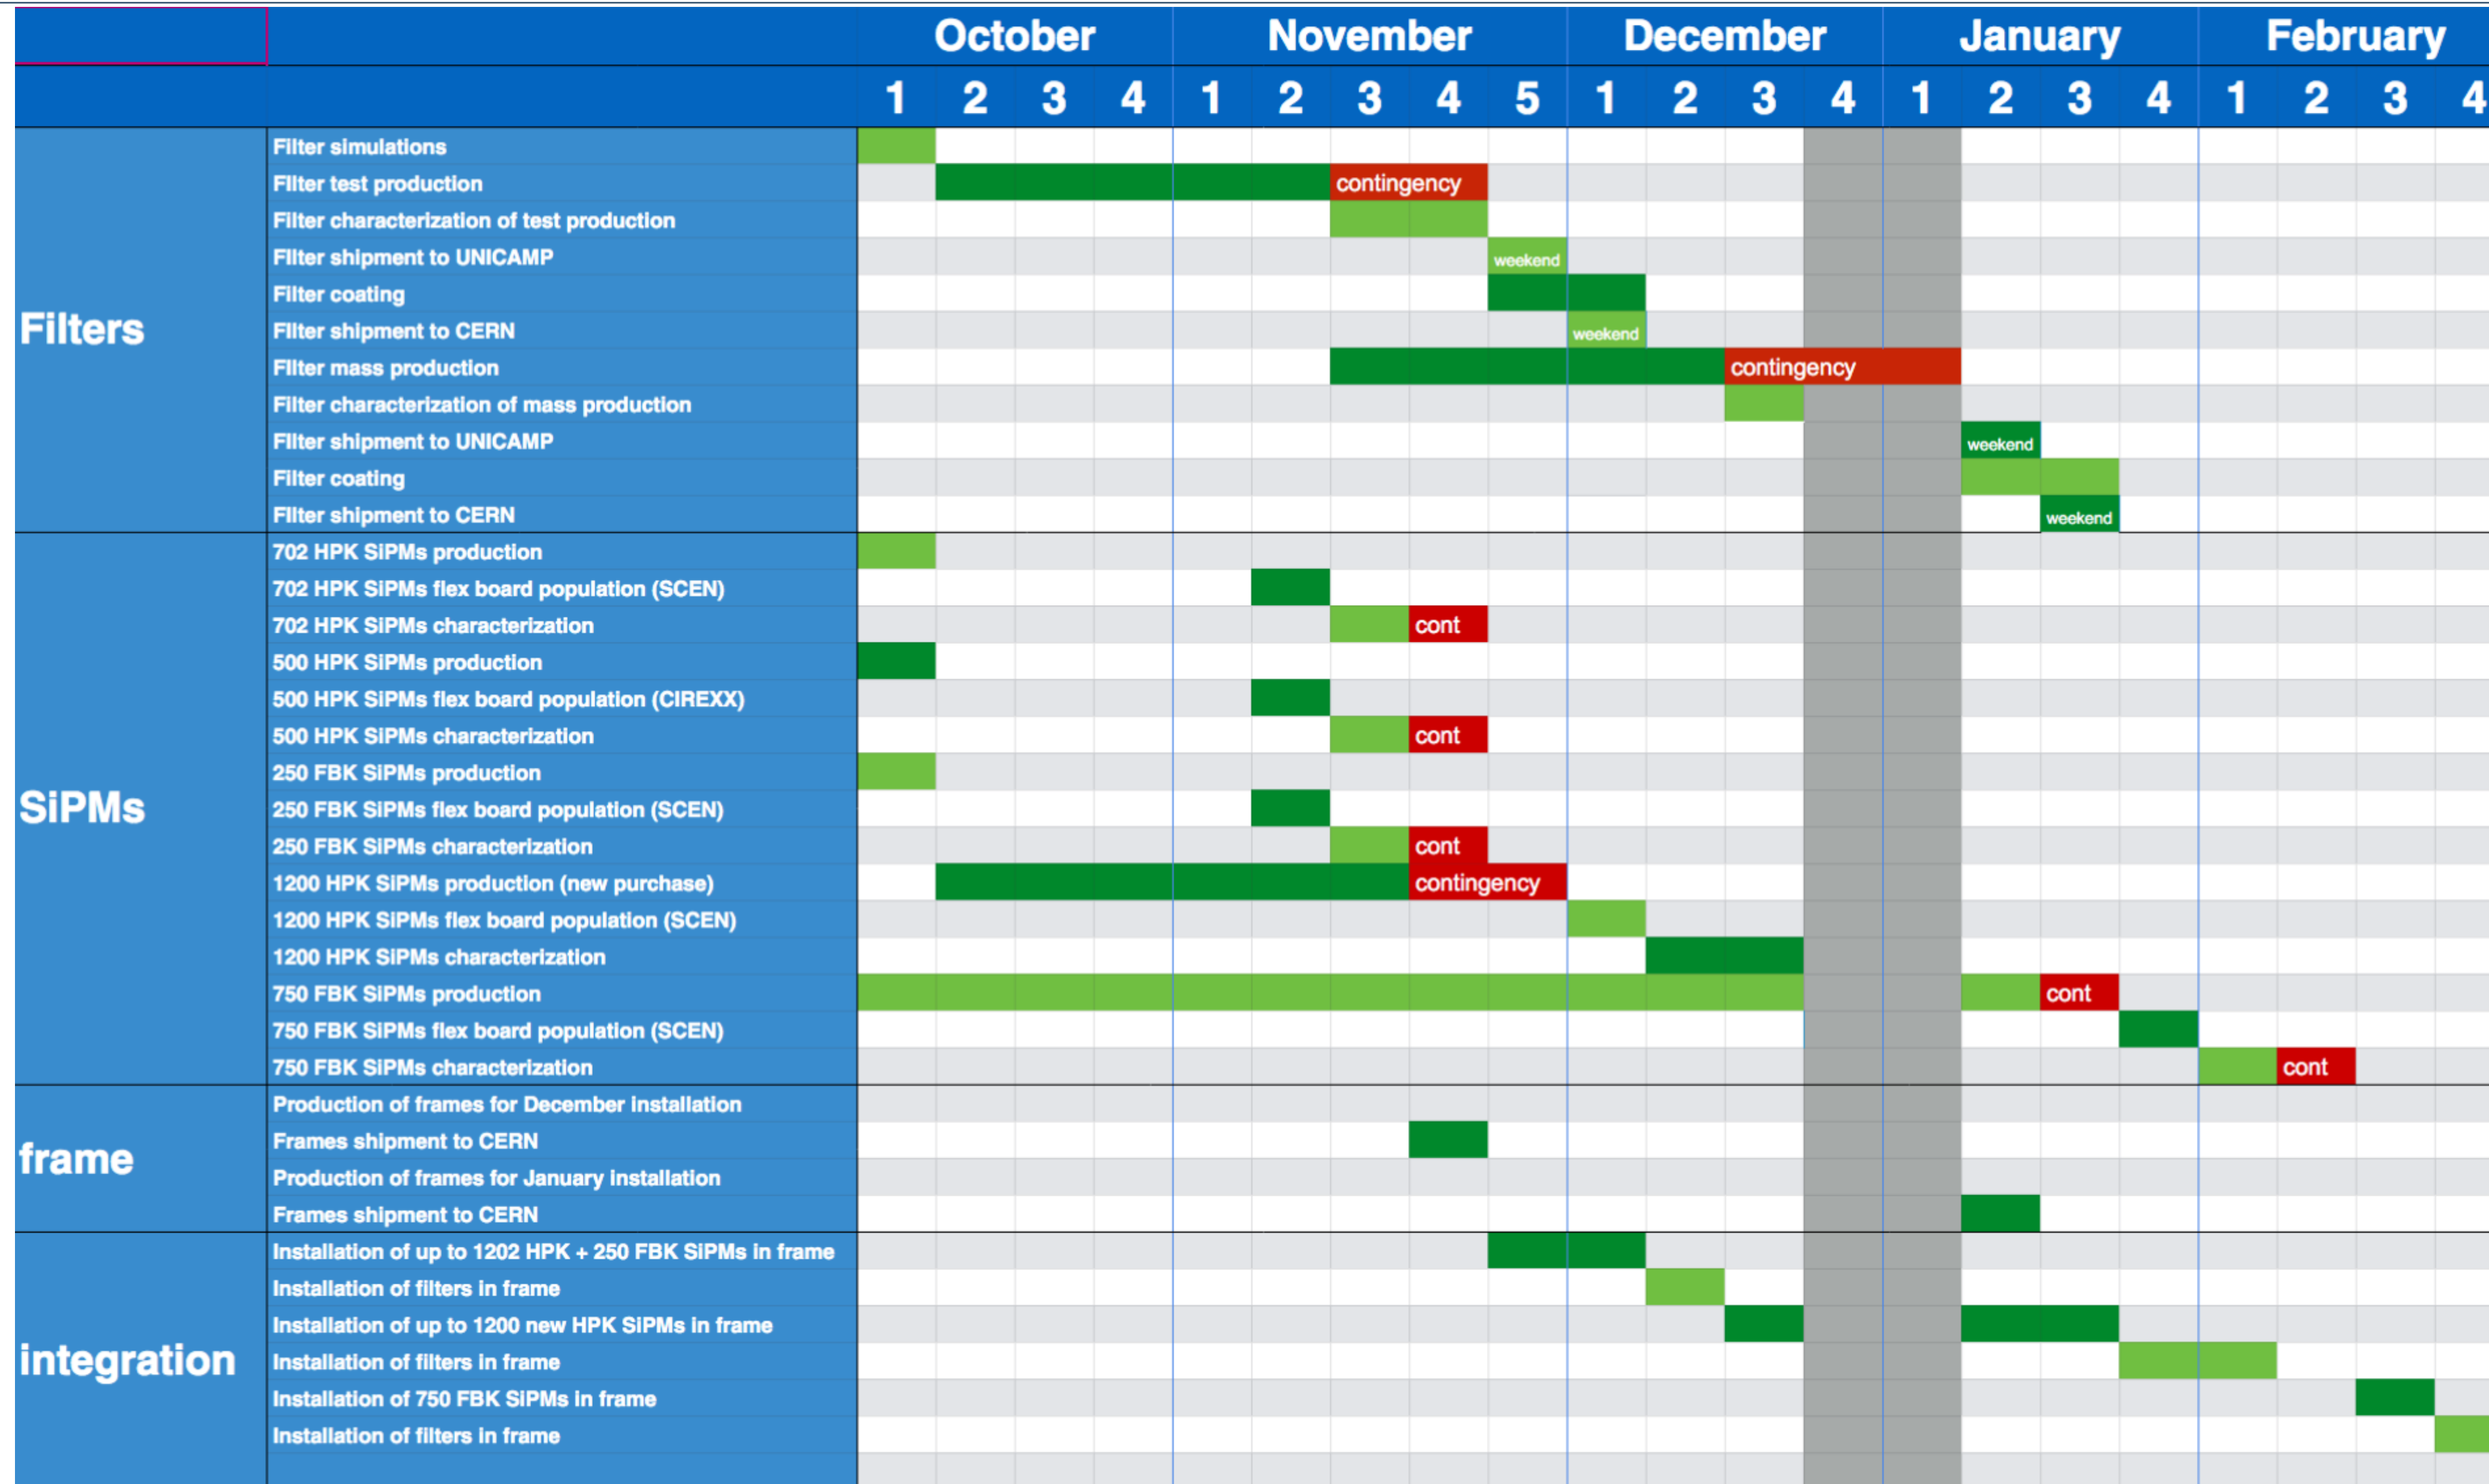 October November December January February
1 2 3 4 1 2 3 4 5 1 2 3 4 1 2 3 4 1 2 3 4
Filters
Filter simulations
FIlter test production contingency
Filter characterization of test production
FIlter shipment to UNICAMP weekend
Filter coating
FIlter shipment to CERN weekend
FIlter mass production contingency
Filter characterization of mass production
FIlter shipment to UNICAMP weekend
Filter coating
FIlter shipment to CERN weekend
SiPMs
702 HPK SiPMs production
702 HPK SiPMs flex board population (SCEN)
702 HPK SiPMs characterization cont
500 HPK SiPMs production
500 HPK SiPMs flex board population (CIREXX)
500 HPK SiPMs characterization cont
250 FBK SiPMs production
250 FBK SiPMs flex board population (SCEN)
250 FBK SiPMs characterization cont
1200 HPK SiPMs production (new purchase) contingency
1200 HPK SiPMs flex board population (SCEN)
1200 HPK SiPMs characterization
750 FBK SiPMs production cont
750 FBK SiPMs flex board population (SCEN)
750 FBK SiPMs characterization cont
frame
Production of frames for December installation
Frames shipment to CERN
Production of frames for January installation
Frames shipment to CERN
integration
Installation of up to 1202 HPK + 250 FBK SiPMs in frame
Installation of filters in frame
Installation of up to 1200 new HPK SiPMs in frame
Installation of filters in frame
Installation of 750 FBK SiPMs in frame
Installation of filters in frame